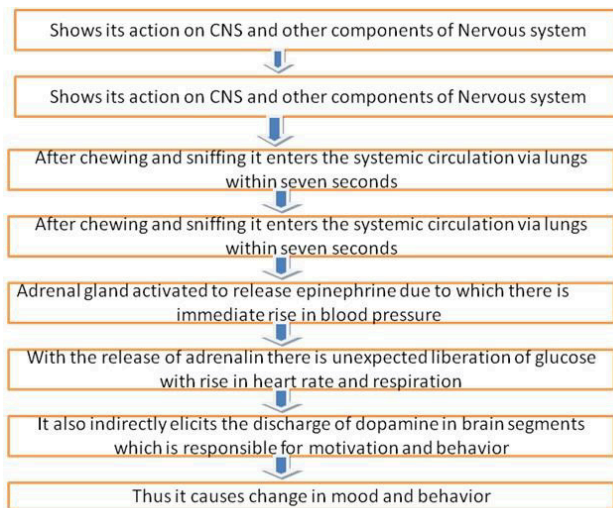 Shows its action on CNS and other components of Nervous system
Shows its action on CNS and other components of Nervous system
After chewing and sniffing it enters the systemic circulation via lungs
within seven seconds
After chewing and sniffing it enters the systemic circulation via lungs
within seven seconds
Adrenal gland activated to release epinephrine due to which there is
immediate rise in blood pressure
With the release of adrenalin there is unexpected liberation of glucose
with rise in heart rate and respiration
It also indirectly elicits the discharge of dopamine in brain segments
which is responsible for motivation and behavior
Thus it causes change in mood and behavior